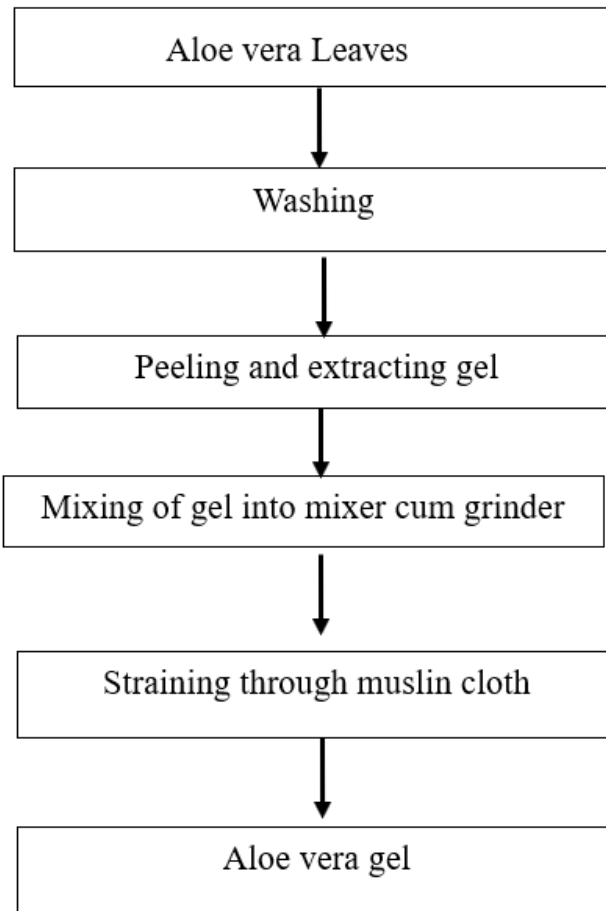 Aloe vera Leaves
Washing
Peeling and extracting gel
Mixing of gel into mixer cum grinder
Straining through muslin cloth
Aloe vera gel